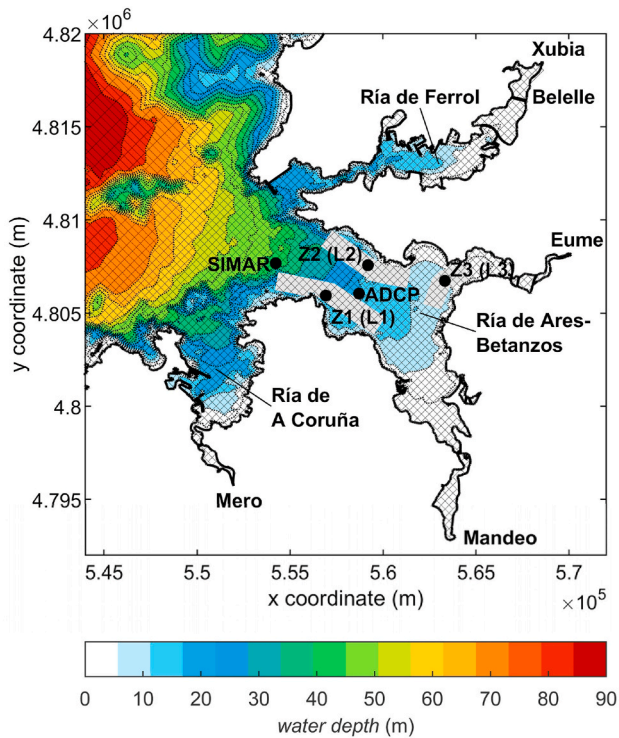 ×10⁶
4.82
4.815
4.81
4.805
4.8
4.795
y coordinate (m)
Xubia
Ría de Ferrol
Belelle
Z2 (L2)
Eume
SIMAR
Z3 (L3)
ADCP
Z1 (L1)
Ría de Ares-
Betanzos
Ría de
A Coruña
Mero
Mandeo
5.45 5.5 5.55 5.6 5.65 5.7
x coordinate (m)
×10⁵
0 10 20 30 40 50 60 70 80 90
water depth (m)